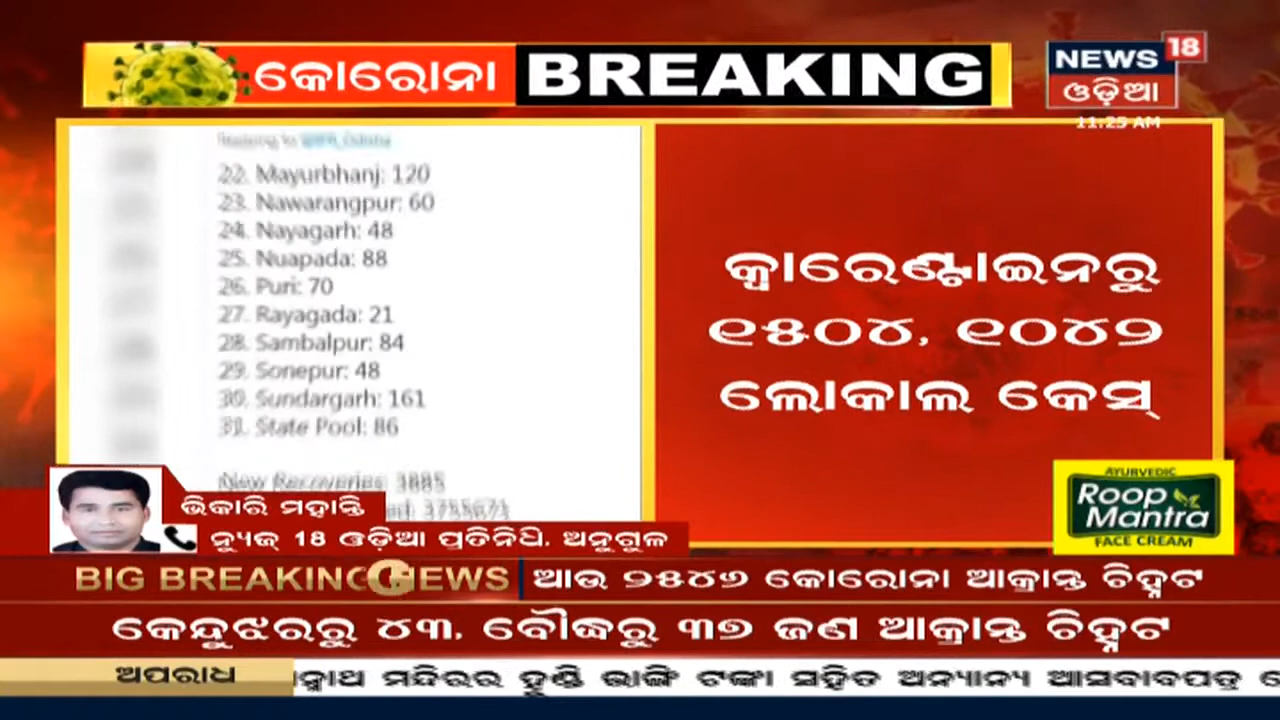 କୋରୋନା BREAKING
NEWS 18
ଓଡ଼ିଆ
11:25 AM
22. Mayurbhanj: 120
23. Nawarangpur: 60
24. Nayagarh: 48
25. Nuapada: 88
26. Puri: 70
27. Rayagada: 21
28. Sambalpur: 84
29. Sonepur: 48
30. Sundargarh: 161
31. State Pool: 86
New Recoveries: 3885
3755671
କ୍ୱାରେଣ୍ଟାଇନରୁ
୧୫୦୪, ୧୦୪୨
ଲୋକାଲ କେସ୍
ଭିକାରି ମହାନ୍ତି
ନ୍ୟୁଜ୍ 18 ଓଡ଼ିଆ ପ୍ରତିନିଧି, ଅନୁଗୁଳ
AYURVEDIC
Roop
Mantra
FACE CREAM
BIG BREAKING NEWS ଆଉ ୨୫୪୬ କୋରୋନା ଆକ୍ରାନ୍ତ ଚିହ୍ନଟ
କେନ୍ଦୁଝରରୁ ୪୩, ବୌଦ୍ଧରୁ ୩୭ ଜଣ ଆକ୍ରାନ୍ତ ଚିହ୍ନଟ
ଅପରାଧ ମନ୍ଦିରର ହୁଣ୍ଡି ଭାଙ୍ଗି ଟଙ୍କା ସହିତ ଅନ୍ୟାନ୍ୟ ଆସବାବପତ୍ର